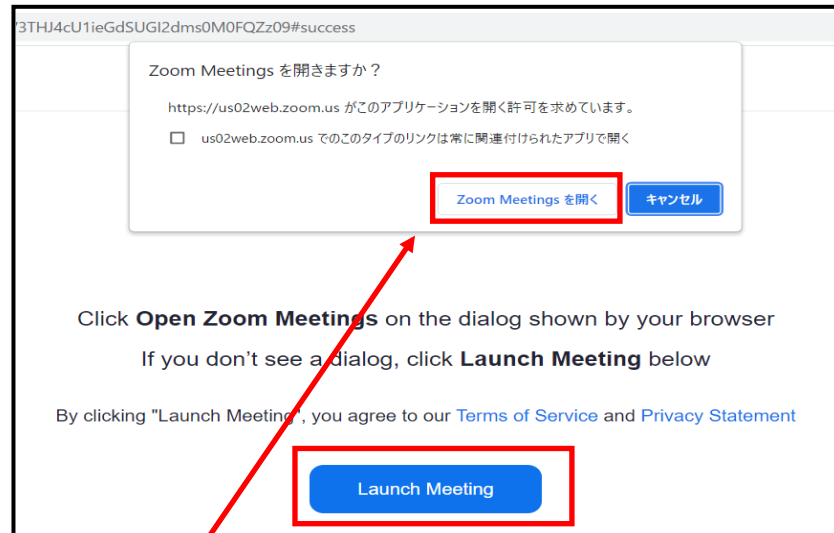 /3THJ4cU1ieGdSUGI2dms0M0FQZz09#success
Zoom Meetings を開きますか？
https://us02web.zoom.us がこのアプリケーションを開く許可を求めています。
us02web.zoom.us でのこのタイプのリンクは常に関連付けられたアプリで開く
Zoom Meetings を開く
キャンセル
Click Open Zoom Meetings on the dialog shown by your browser
If you don't see a dialog, click Launch Meeting below
By clicking "Launch Meeting", you agree to our Terms of Service and Privacy Statement
Launch Meeting